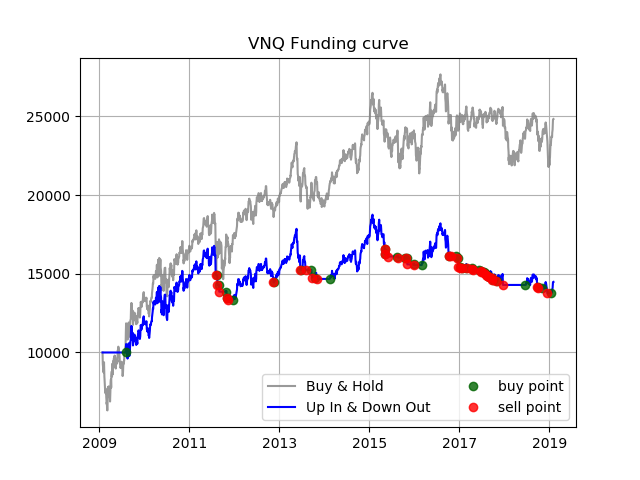 VNQ Funding curve
25000
20000
15000
10000
2009 2011 2013 2015 2017 2019
Buy & Hold
Up In & Down Out
buy point
sell point